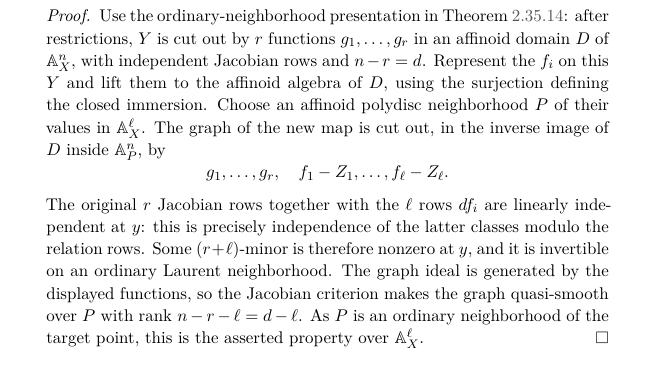 Proof. Use the ordinary-neighborhood presentation in Theorem 2.35.14: after
restrictions, Y is cut out by r functions g₁, . . . , gᵣ in an affinoid domain D of
𝔸ⁿ_X, with independent Jacobian rows and n − r = d. Represent the fᵢ on this
Y and lift them to the affinoid algebra of D, using the surjection defining
the closed immersion. Choose an affinoid polydisc neighborhood P of their
values in 𝔸^ℓ_X. The graph of the new map is cut out, in the inverse image of
D inside 𝔸ⁿ_P, by
g₁, . . . , gᵣ, f₁ − Z₁, . . . , f_ℓ − Z_ℓ.
The original r Jacobian rows together with the ℓ rows dfᵢ are linearly inde-
pendent at y: this is precisely independence of the latter classes modulo the
relation rows. Some (r+ℓ)-minor is therefore nonzero at y, and it is invertible
on an ordinary Laurent neighborhood. The graph ideal is generated by the
displayed functions, so the Jacobian criterion makes the graph quasi-smooth
over P with rank n − r − ℓ = d − ℓ. As P is an ordinary neighborhood of the
target point, this is the asserted property over 𝔸^ℓ_X. □